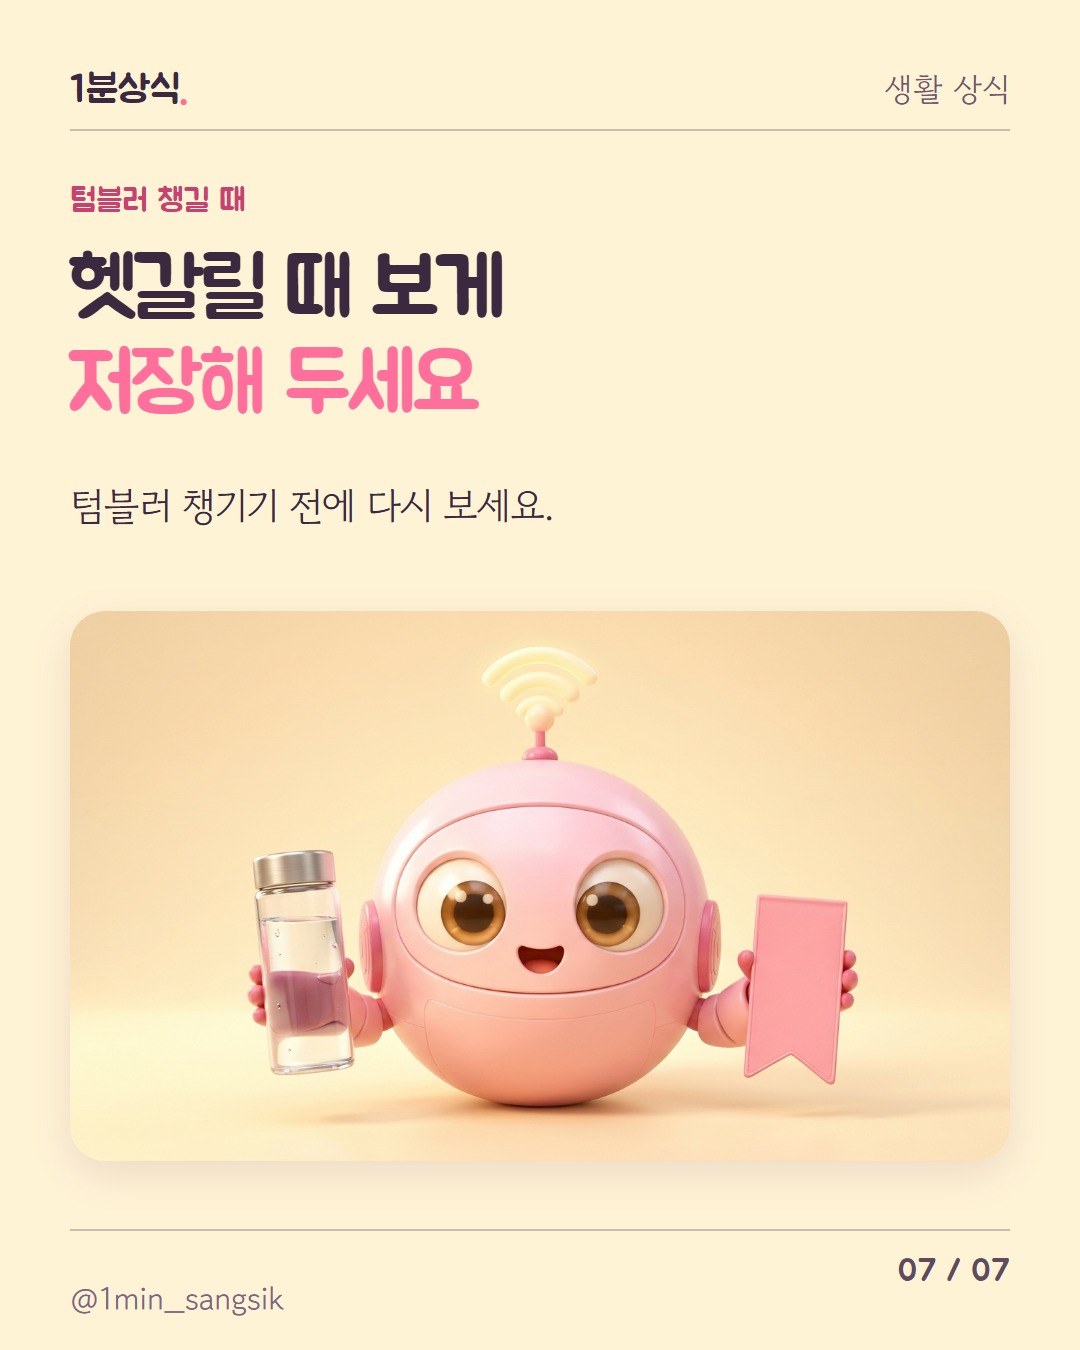 1분상식.
생활 상식
텀블러 챙길 때
헷갈릴 때 보게
저장해 두세요
텀블러 챙기기 전에 다시 보세요.
07 / 07
@1min_sangsik